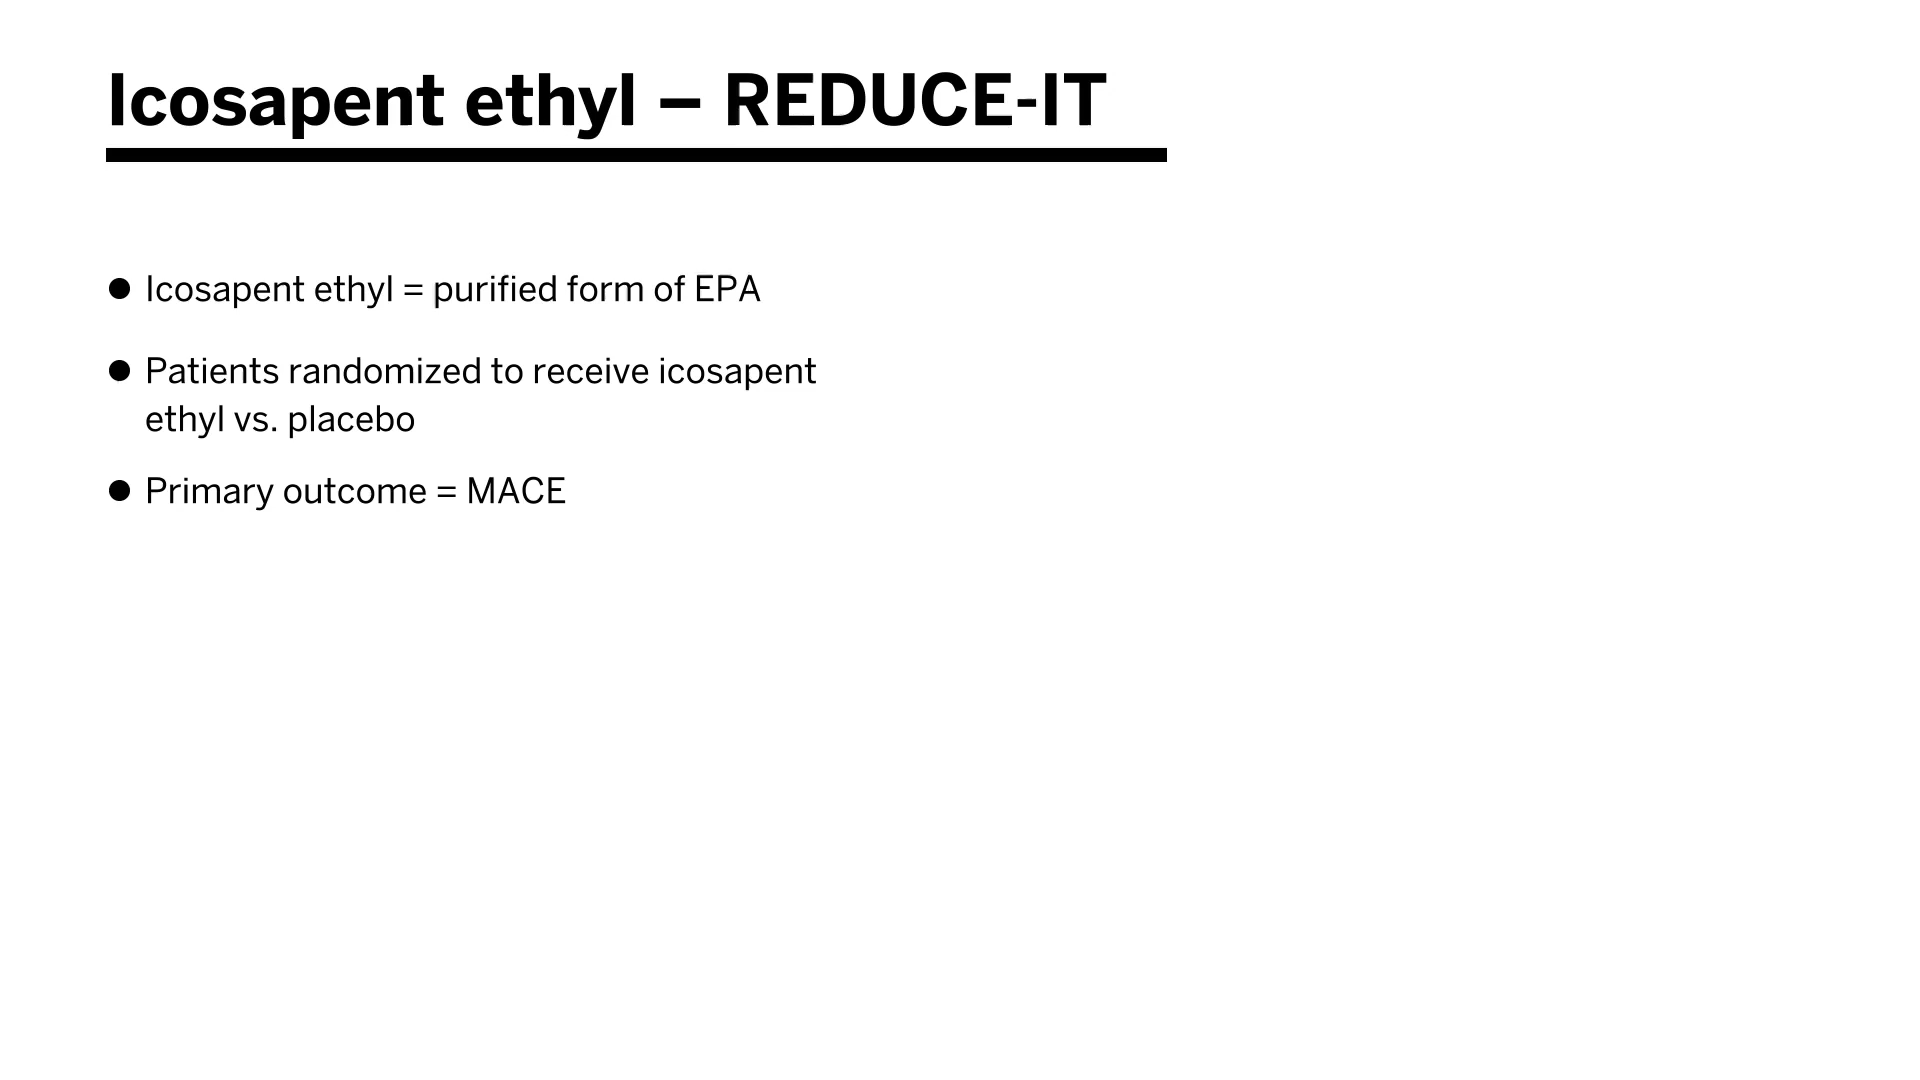 Icosapent ethyl – REDUCE-IT
● Icosapent ethyl = purified form of EPA
● Patients randomized to receive icosapent
ethyl vs. placebo
● Primary outcome = MACE